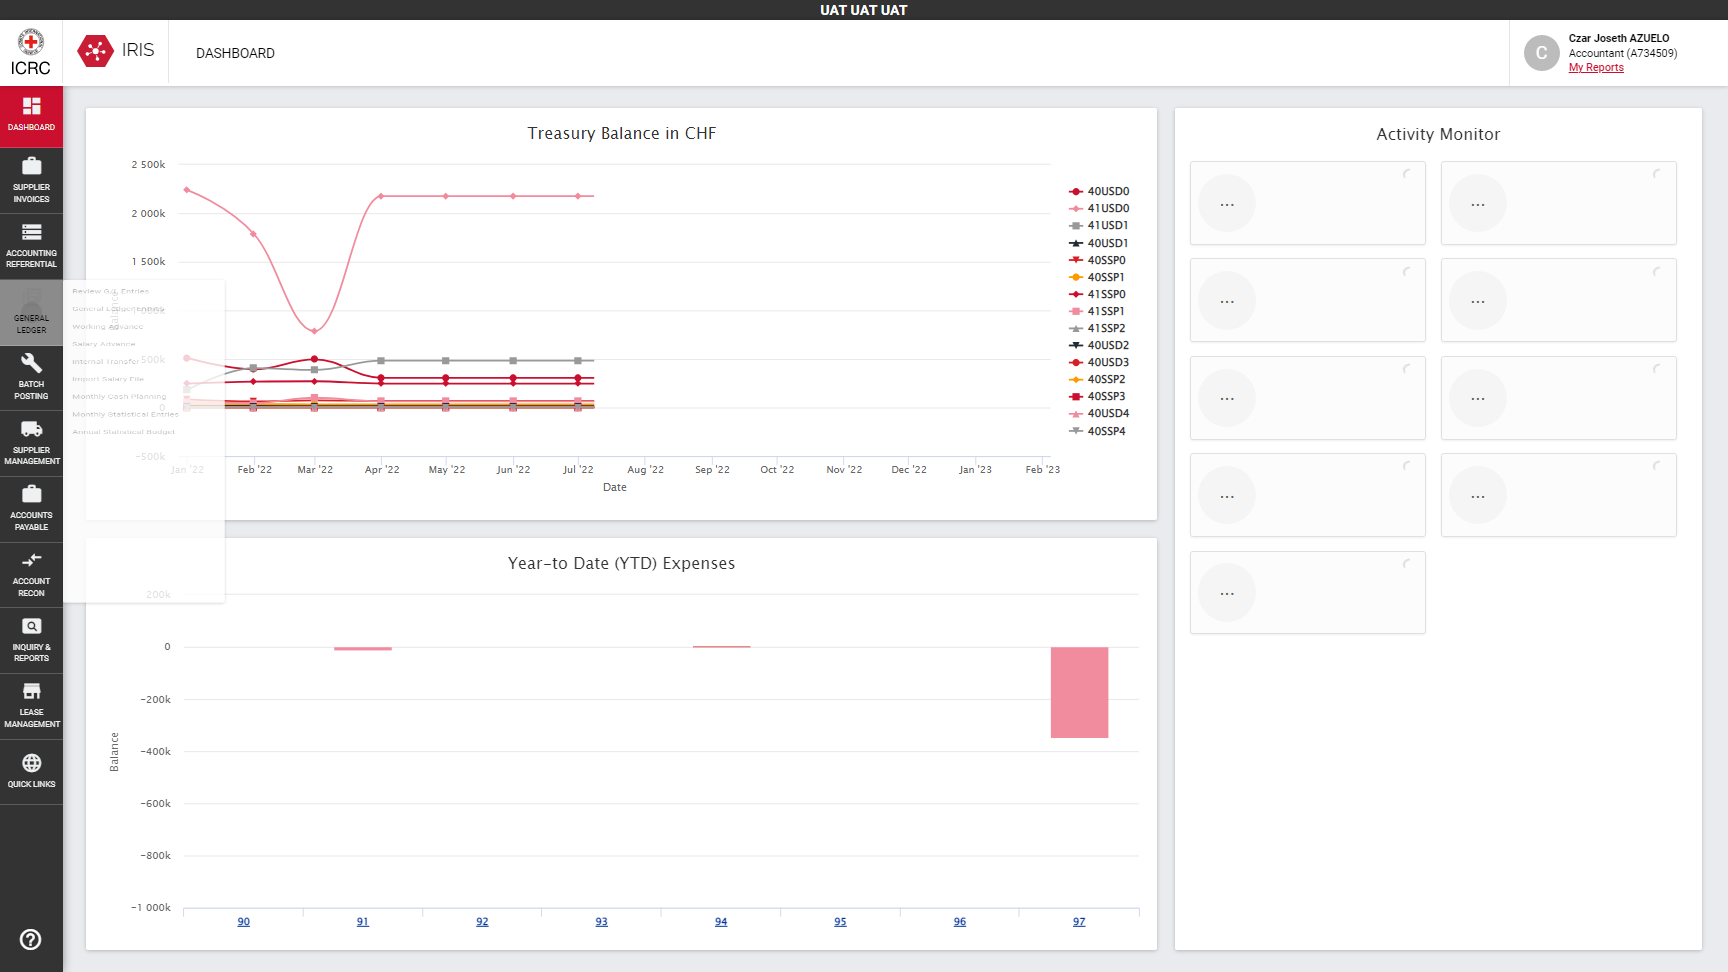 UAT UAT UAT
ICRC
IRIS
DASHBOARD
C
Czar Joseth AZUELO
Accountant (A734509)
My Reports
DASHBOARD
SUPPLIER
INVOICES
ACCOUNTING
REFERENTIAL
GENERAL
LEDGER
BATCH
POSTING
SUPPLIER
MANAGEMENT
ACCOUNTS
PAYABLE
ACCOUNT
RECON
INQUIRY &
REPORTS
LEASE
MANAGEMENT
QUICK LINKS
Review G.L. Entries
General Ledger Entries
Working Advance
Salary Advance
Internal Transfer
Import Salary File
Monthly Cash Planning
Monthly Statistical Entries
Annual Statistical Budget
Treasury Balance in CHF
2 500k
2 000k
1 500k
1 000k
500k
0
-500k
Balance
Jan '22
Feb '22
Mar '22
Apr '22
May '22
Jun '22
Jul '22
Aug '22
Sep '22
Oct '22
Nov '22
Dec '22
Jan '23
Feb '23
Date
40USD0
41USD0
41USD1
40USD1
40SSP0
40SSP1
41SSP0
41SSP1
41SSP2
40USD2
40USD3
40SSP2
40SSP3
40USD4
40SSP4
Year-to Date (YTD) Expenses
200k
0
-200k
-400k
-600k
-800k
-1 000k
Balance
90
91
92
93
94
95
96
97
Activity Monitor
...
...
...
...
...
...
...
...
...